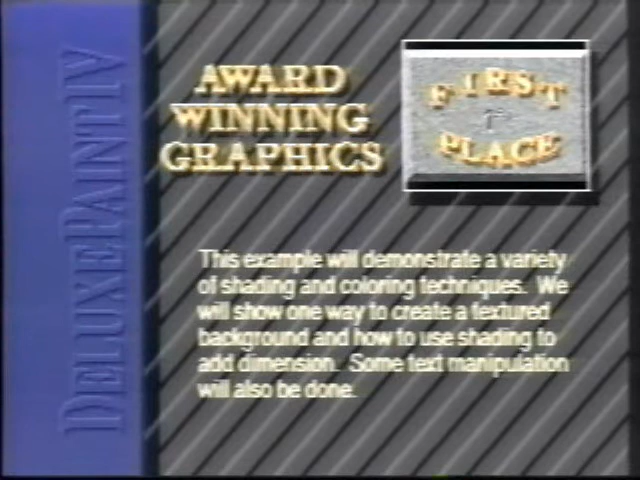 DELUXEPAINT IV
AWARD
WINNING
GRAPHICS
FIRST
PLACE
This example will demonstrate a variety
of shading and coloring techniques. We
will show one way to create a textured
background and how to use shading to
add dimension. Some text manipulation
will also be done.